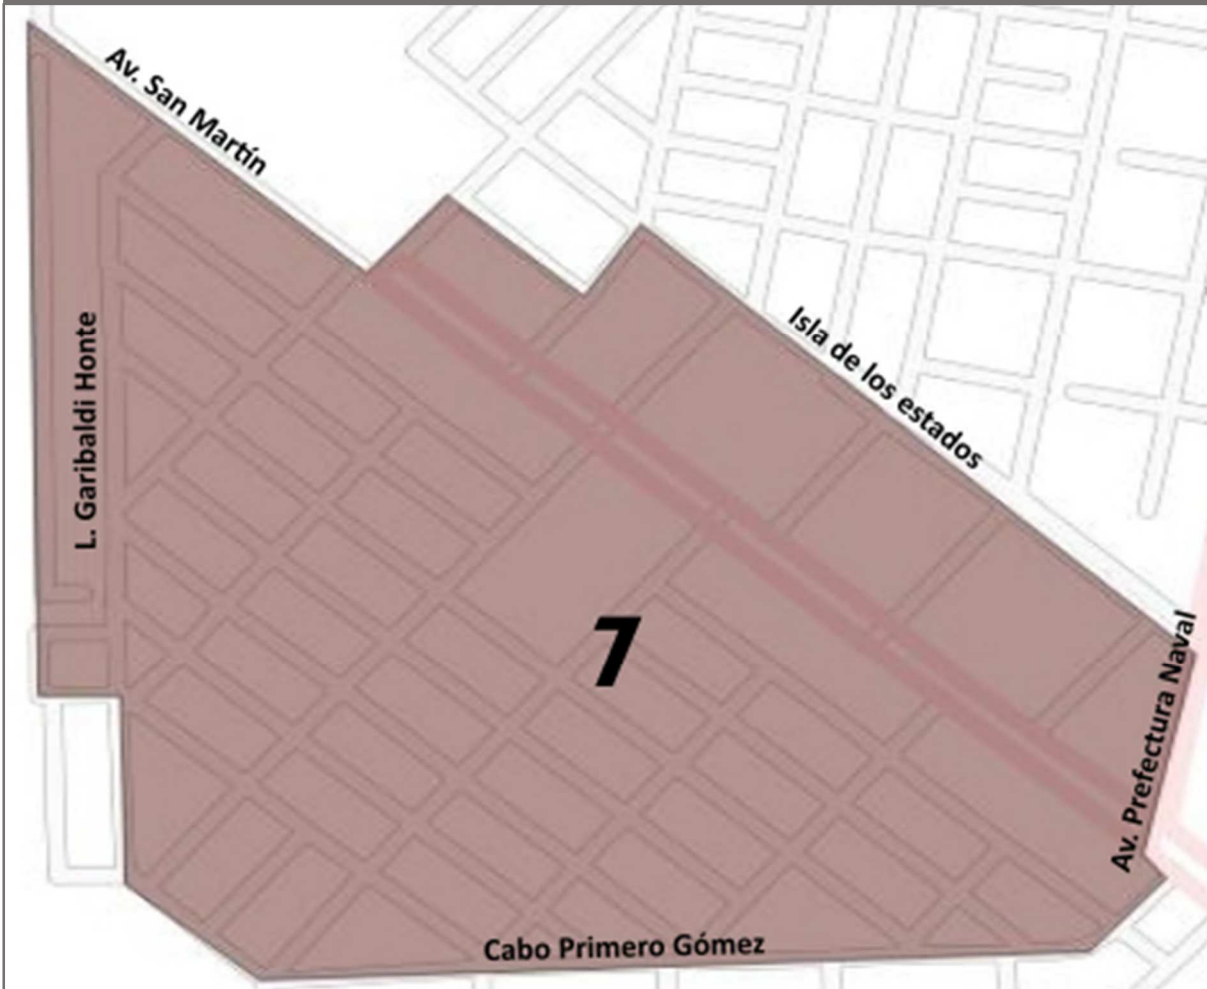 Av. San Martín
Isla de los estados
L. Garibaldi Honte
7
Av. Prefectura Naval
Cabo Primero Gómez